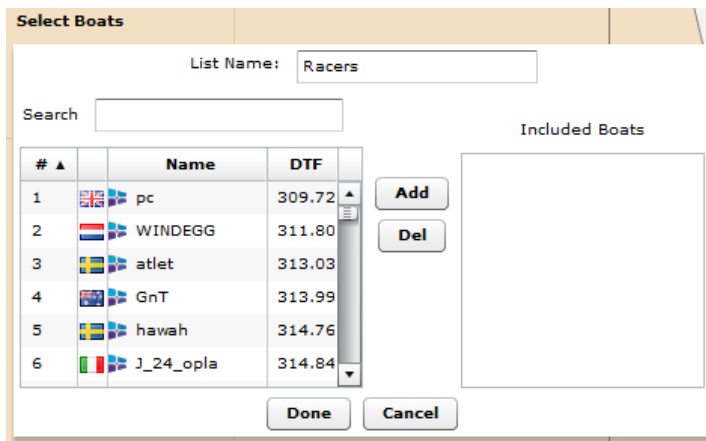 Select Boats
List Name: Racers
Search
Included Boats
# ▲ Name DTF
1 pc 309.72
2 WINDEGG 311.80
3 atlet 313.03
4 GnT 313.99
5 hawah 314.76
6 J_24_opla 314.84
Add
Del
Done Cancel